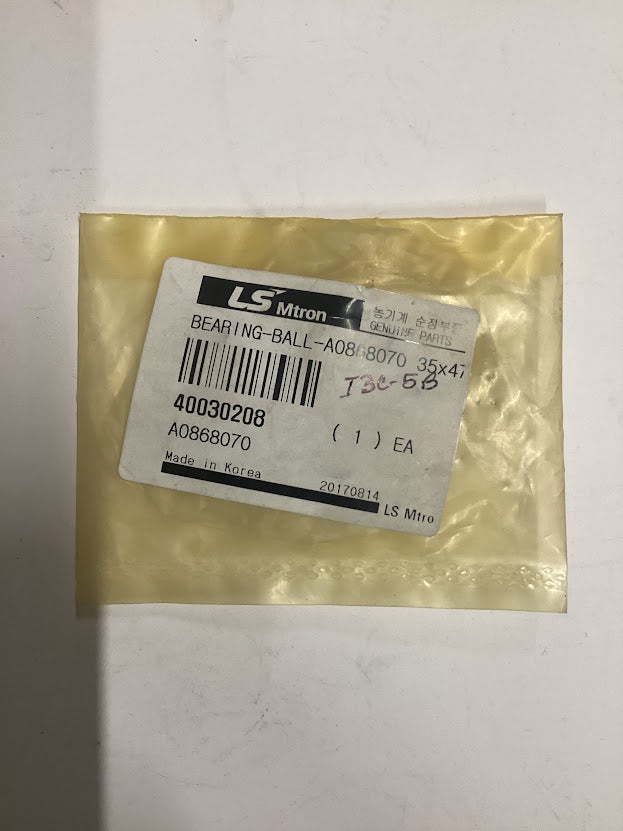 LS Mtron
농기계 순정부품
GENUINE PARTS
BEARING-BALL-A0868070 35x47
I3C-5B
40030208
( 1 ) EA
A0868070
Made in Korea
20170814
LS Mtro